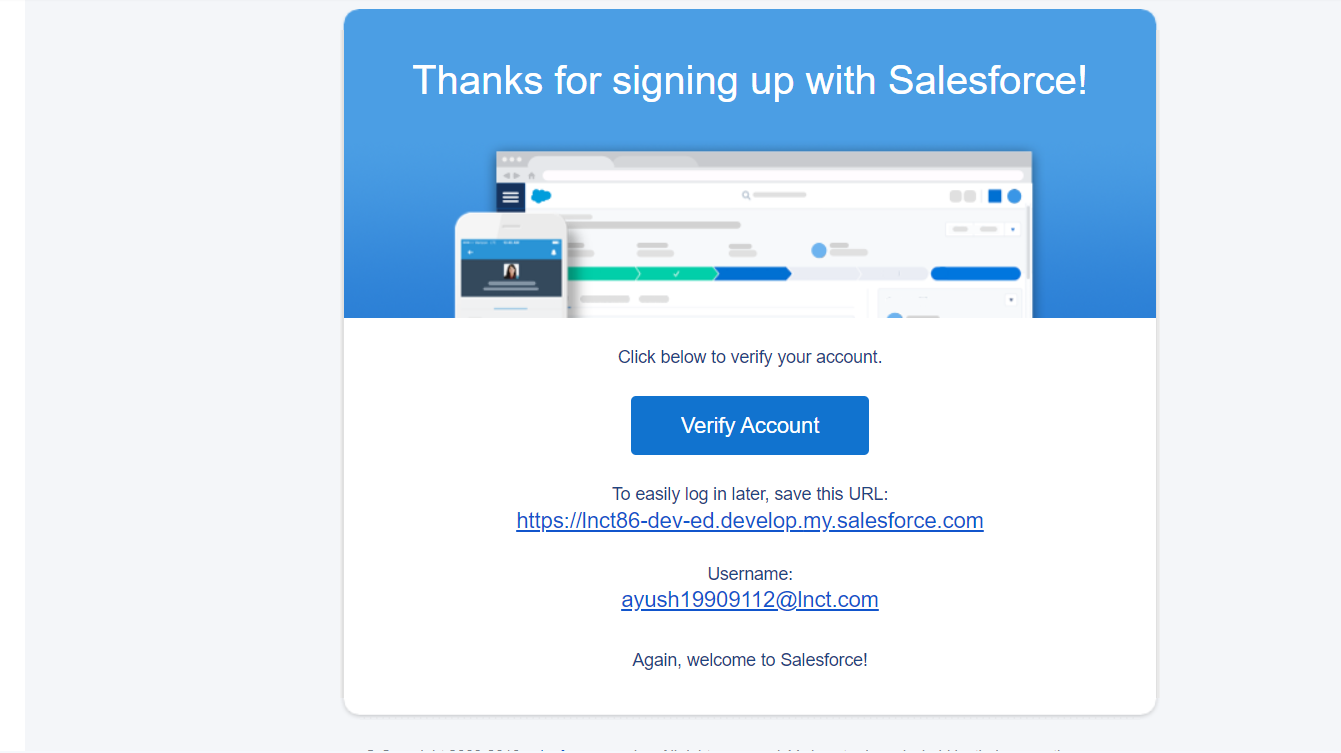 Thanks for signing up with Salesforce!
Click below to verify your account.
Verify Account
To easily log in later, save this URL:
https://lnct86-dev-ed.develop.my.salesforce.com
Username:
ayush19909112@lnct.com
Again, welcome to Salesforce!